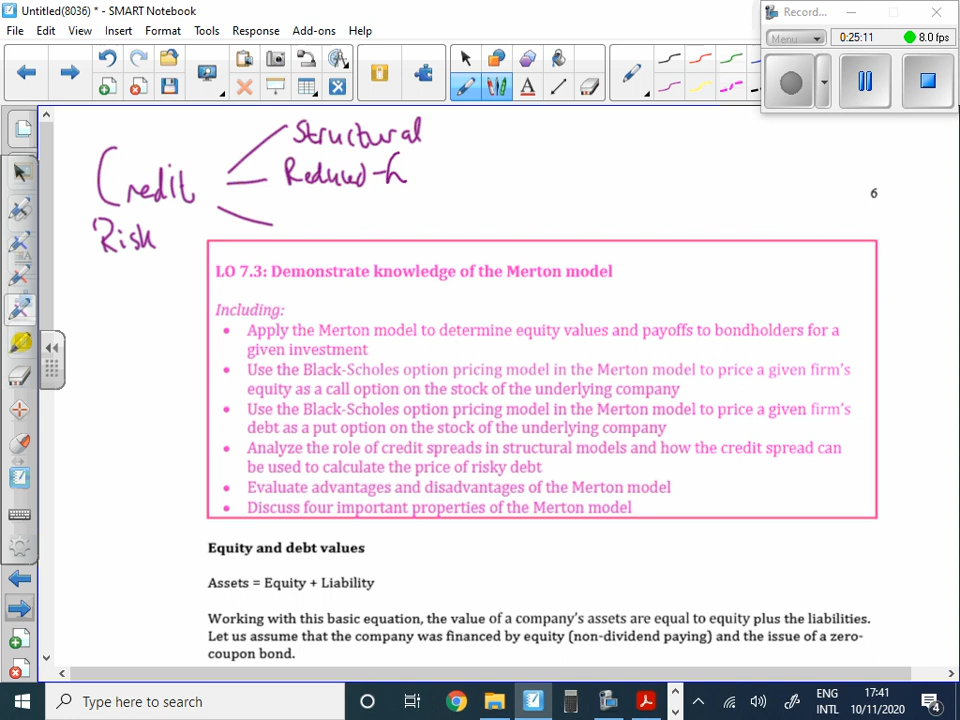 Untitled(8036) * - SMART Notebook
Record...
File Edit View Insert Format Tools Response Add-ons Help
Menu 0:25:11 8.0 fps
Structural
Credit Reduced-f
Risk
6
LO 7.3: Demonstrate knowledge of the Merton model
Including:
• Apply the Merton model to determine equity values and payoffs to bondholders for a
given investment
• Use the Black-Scholes option pricing model in the Merton model to price a given firm's
equity as a call option on the stock of the underlying company
• Use the Black-Scholes option pricing model in the Merton model to price a given firm's
debt as a put option on the stock of the underlying company
• Analyze the role of credit spreads in structural models and how the credit spread can
be used to calculate the price of risky debt
• Evaluate advantages and disadvantages of the Merton model
• Discuss four important properties of the Merton model
Equity and debt values
Assets = Equity + Liability
Working with this basic equation, the value of a company's assets are equal to equity plus the liabilities.
Let us assume that the company was financed by equity (non-dividend paying) and the issue of a zero-
coupon bond.
Type here to search
ENG 17:41
INTL 10/11/2020
4